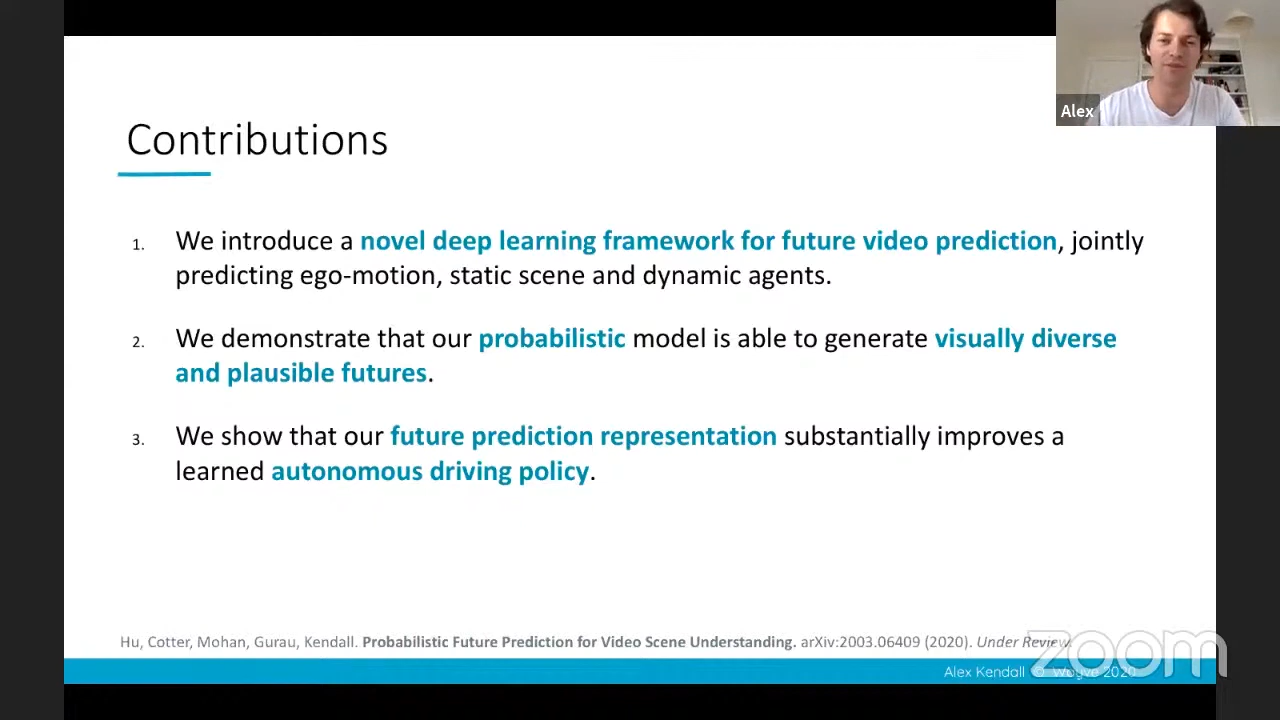 Alex
Contributions
1. We introduce a novel deep learning framework for future video prediction, jointly
predicting ego-motion, static scene and dynamic agents.
2. We demonstrate that our probabilistic model is able to generate visually diverse
and plausible futures.
3. We show that our future prediction representation substantially improves a
learned autonomous driving policy.
Hu, Cotter, Mohan, Gurau, Kendall. Probabilistic Future Prediction for Video Scene Understanding. arXiv:2003.06409 (2020). Under Review.
zoom
Alex Kendall © Wayve 2020